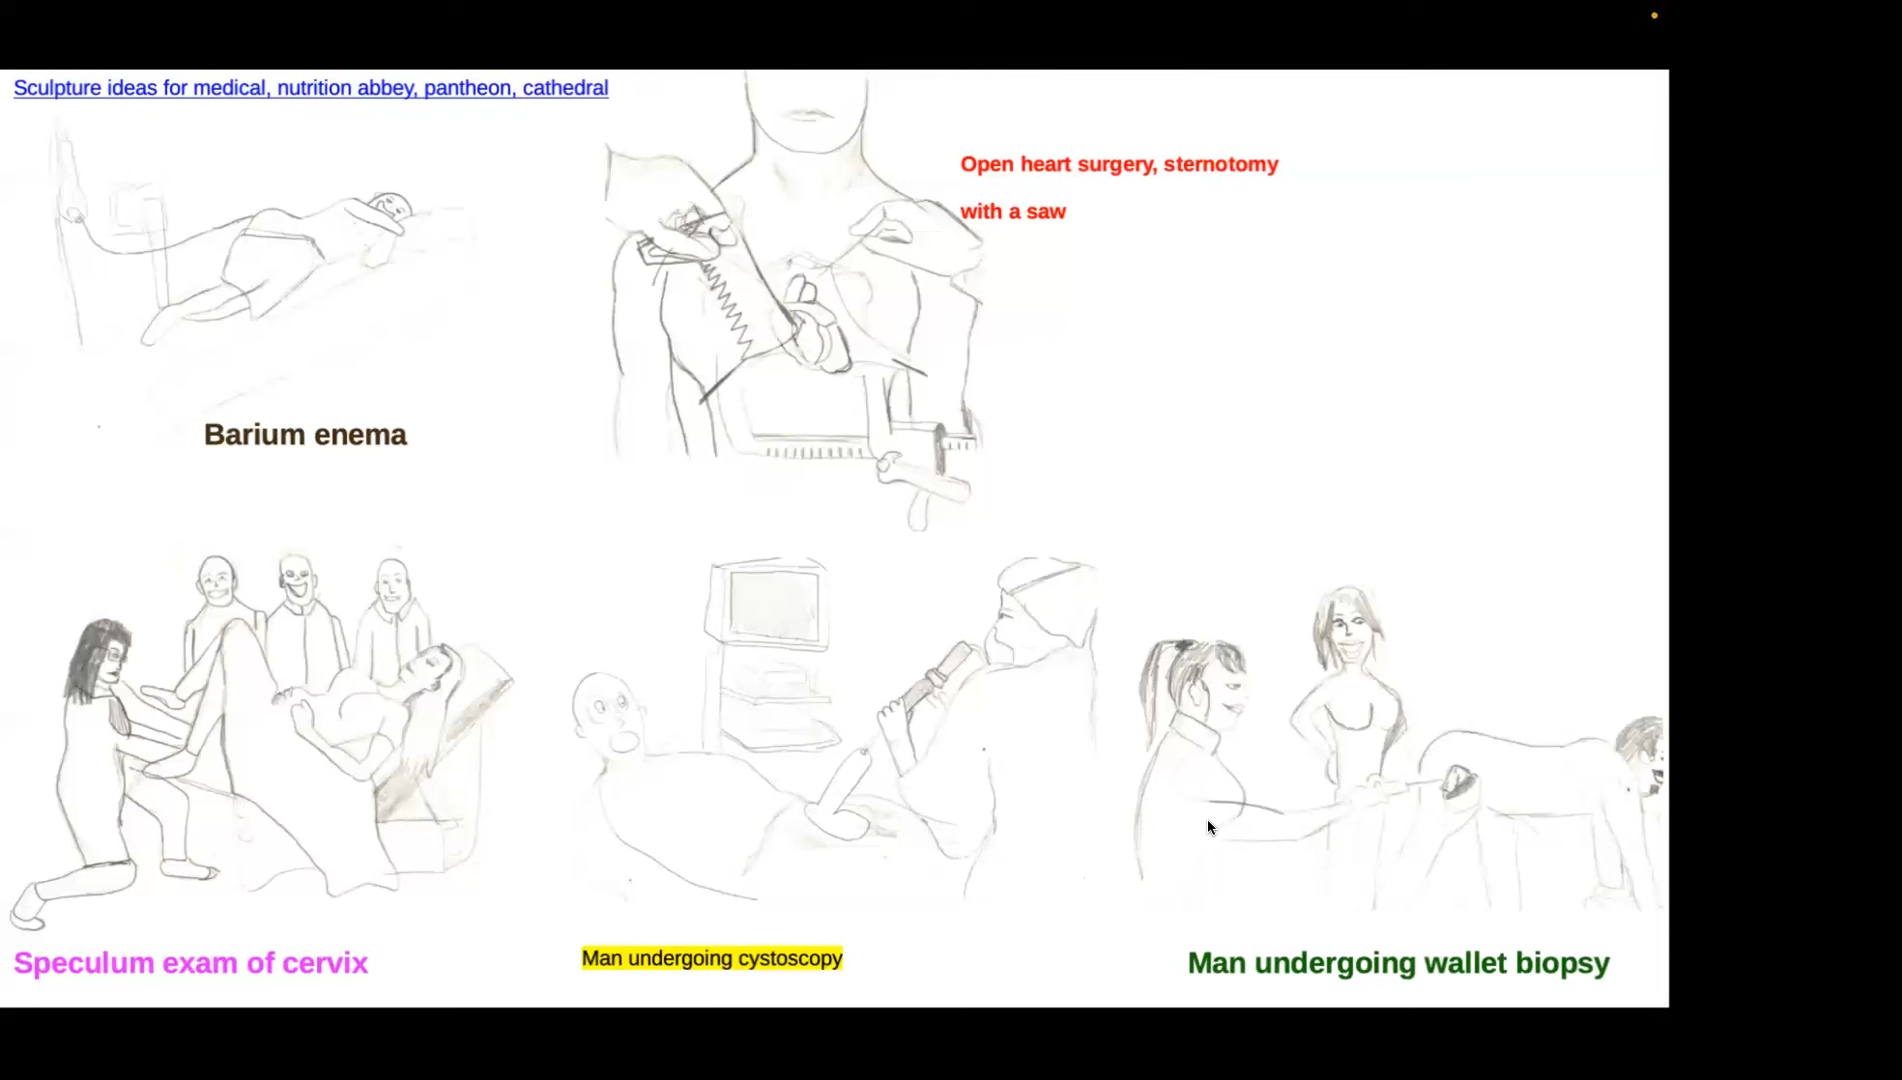 Sculpture ideas for medical, nutrition abbey, pantheon, cathedral
Open heart surgery, sternotomy
with a saw
Barium enema
Speculum exam of cervix
Man undergoing cystoscopy
Man undergoing wallet biopsy